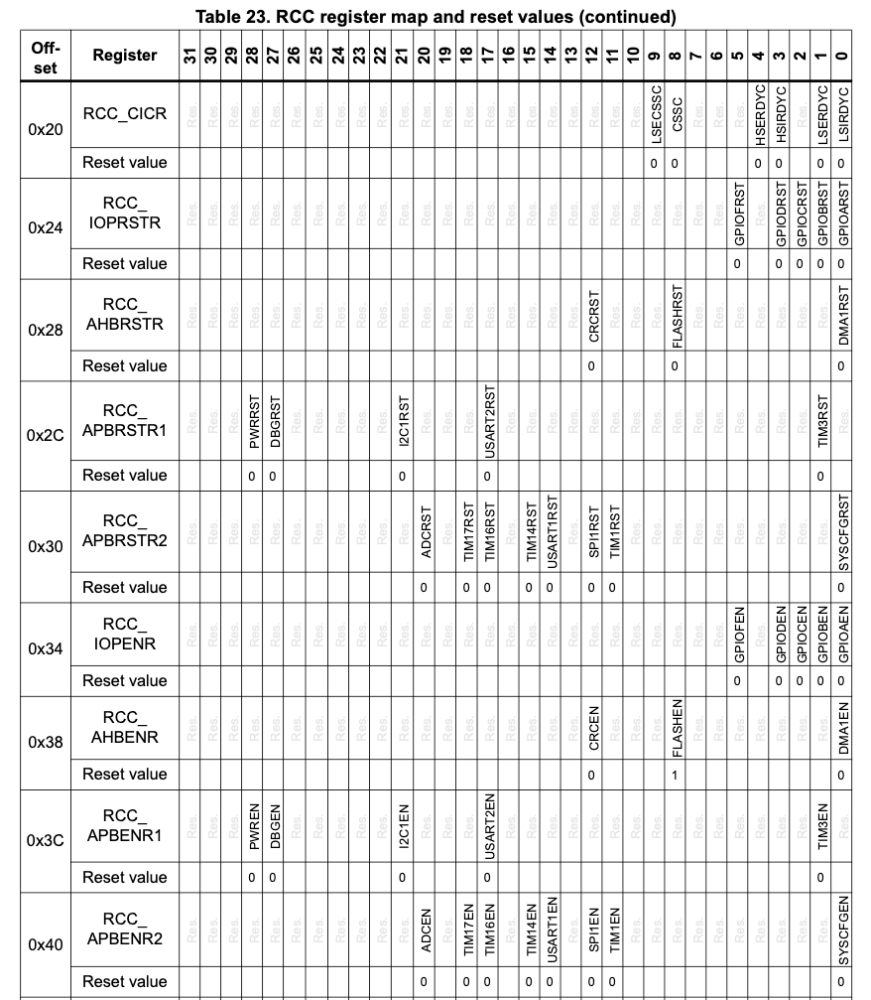 Table 23. RCC register map and reset values (continued)
Off-set Register 31 30 29 28 27 26 25 24 23 22 21 20 19 18 17 16 15 14 13 12 11 10 9 8 7 6 5 4 3 2 1 0
0x20 RCC_CICR Res. Res. Res. Res. Res. Res. Res. Res. Res. Res. Res. Res. Res. Res. Res. Res. Res. Res. Res. Res. Res. Res. LSECSSC CSSC Res. Res. Res. HSERDYC HSIRDYC Res. LSERDYC LSIRDYC
Reset value 0 0 0 0 0 0
0x24 RCC_IOPRSTR Res. Res. Res. Res. Res. Res. Res. Res. Res. Res. Res. Res. Res. Res. Res. Res. Res. Res. Res. Res. Res. Res. Res. Res. Res. Res. GPIOFRST Res. GPIODRST GPIOCRST GPIOBRST GPIOARST
Reset value 0 0 0 0 0
0x28 RCC_AHBRSTR Res. Res. Res. Res. Res. Res. Res. Res. Res. Res. Res. Res. Res. Res. Res. Res. Res. Res. Res. CRCRST Res. Res. Res. FLASHRST Res. Res. Res. Res. Res. Res. Res. DMA1RST
Reset value 0 0 0
0x2C RCC_APBRSTR1 Res. Res. Res. PWRRST DBGRST Res. Res. Res. Res. Res. I2C1RST Res. Res. Res. USART2RST Res. Res. Res. Res. Res. Res. Res. Res. Res. Res. Res. Res. Res. Res. Res. TIM3RST Res.
Reset value 0 0 0 0 0
0x30 RCC_APBRSTR2 Res. Res. Res. Res. Res. Res. Res. Res. Res. Res. Res. ADCRST Res. TIM17RST TIM16RST Res. TIM14RST USART1RST Res. SPI1RST TIM1RST Res. Res. Res. Res. Res. Res. Res. Res. Res. Res. SYSCFGRST
Reset value 0 0 0 0 0 0 0 0
0x34 RCC_IOPENR Res. Res. Res. Res. Res. Res. Res. Res. Res. Res. Res. Res. Res. Res. Res. Res. Res. Res. Res. Res. Res. Res. Res. Res. Res. Res. GPIOFEN Res. GPIODEN GPIOCEN GPIOBEN GPIOAEN
Reset value 0 0 0 0 0
0x38 RCC_AHBENR Res. Res. Res. Res. Res. Res. Res. Res. Res. Res. Res. Res. Res. Res. Res. Res. Res. Res. Res. CRCEN Res. Res. Res. FLASHEN Res. Res. Res. Res. Res. Res. Res. DMA1EN
Reset value 0 1 0
0x3C RCC_APBENR1 Res. Res. Res. PWREN DBGEN Res. Res. Res. Res. Res. I2C1EN Res. Res. Res. USART2EN Res. Res. Res. Res. Res. Res. Res. Res. Res. Res. Res. Res. Res. Res. Res. TIM3EN Res.
Reset value 0 0 0 0 0
0x40 RCC_APBENR2 Res. Res. Res. Res. Res. Res. Res. Res. Res. Res. Res. ADCEN Res. TIM17EN TIM16EN Res. TIM14EN USART1EN Res. SPI1EN TIM1EN Res. Res. Res. Res. Res. Res. Res. Res. Res. Res. SYSCFGEN
Reset value 0 0 0 0 0 0 0 0